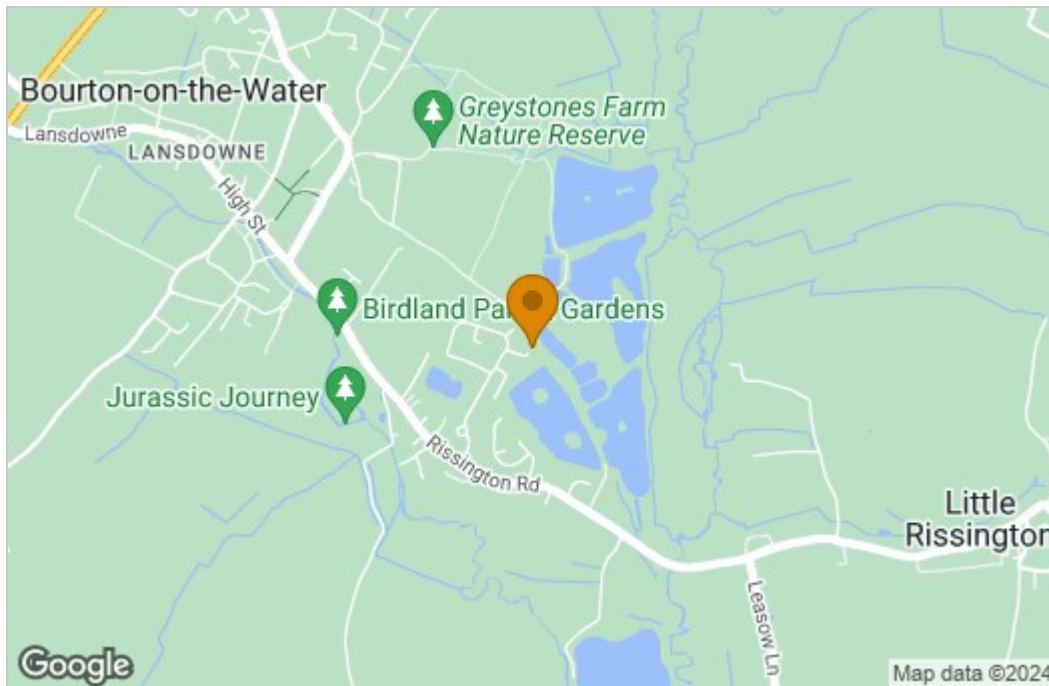 Bourton-on-the-Water
Lansdowne
LANSDOWNE
High St
Greystones Farm
Nature Reserve
Birdland Par Gardens
Jurassic Journey
Rissington Rd
Little
Rissington
Leasow Ln
Google
Map data ©2024